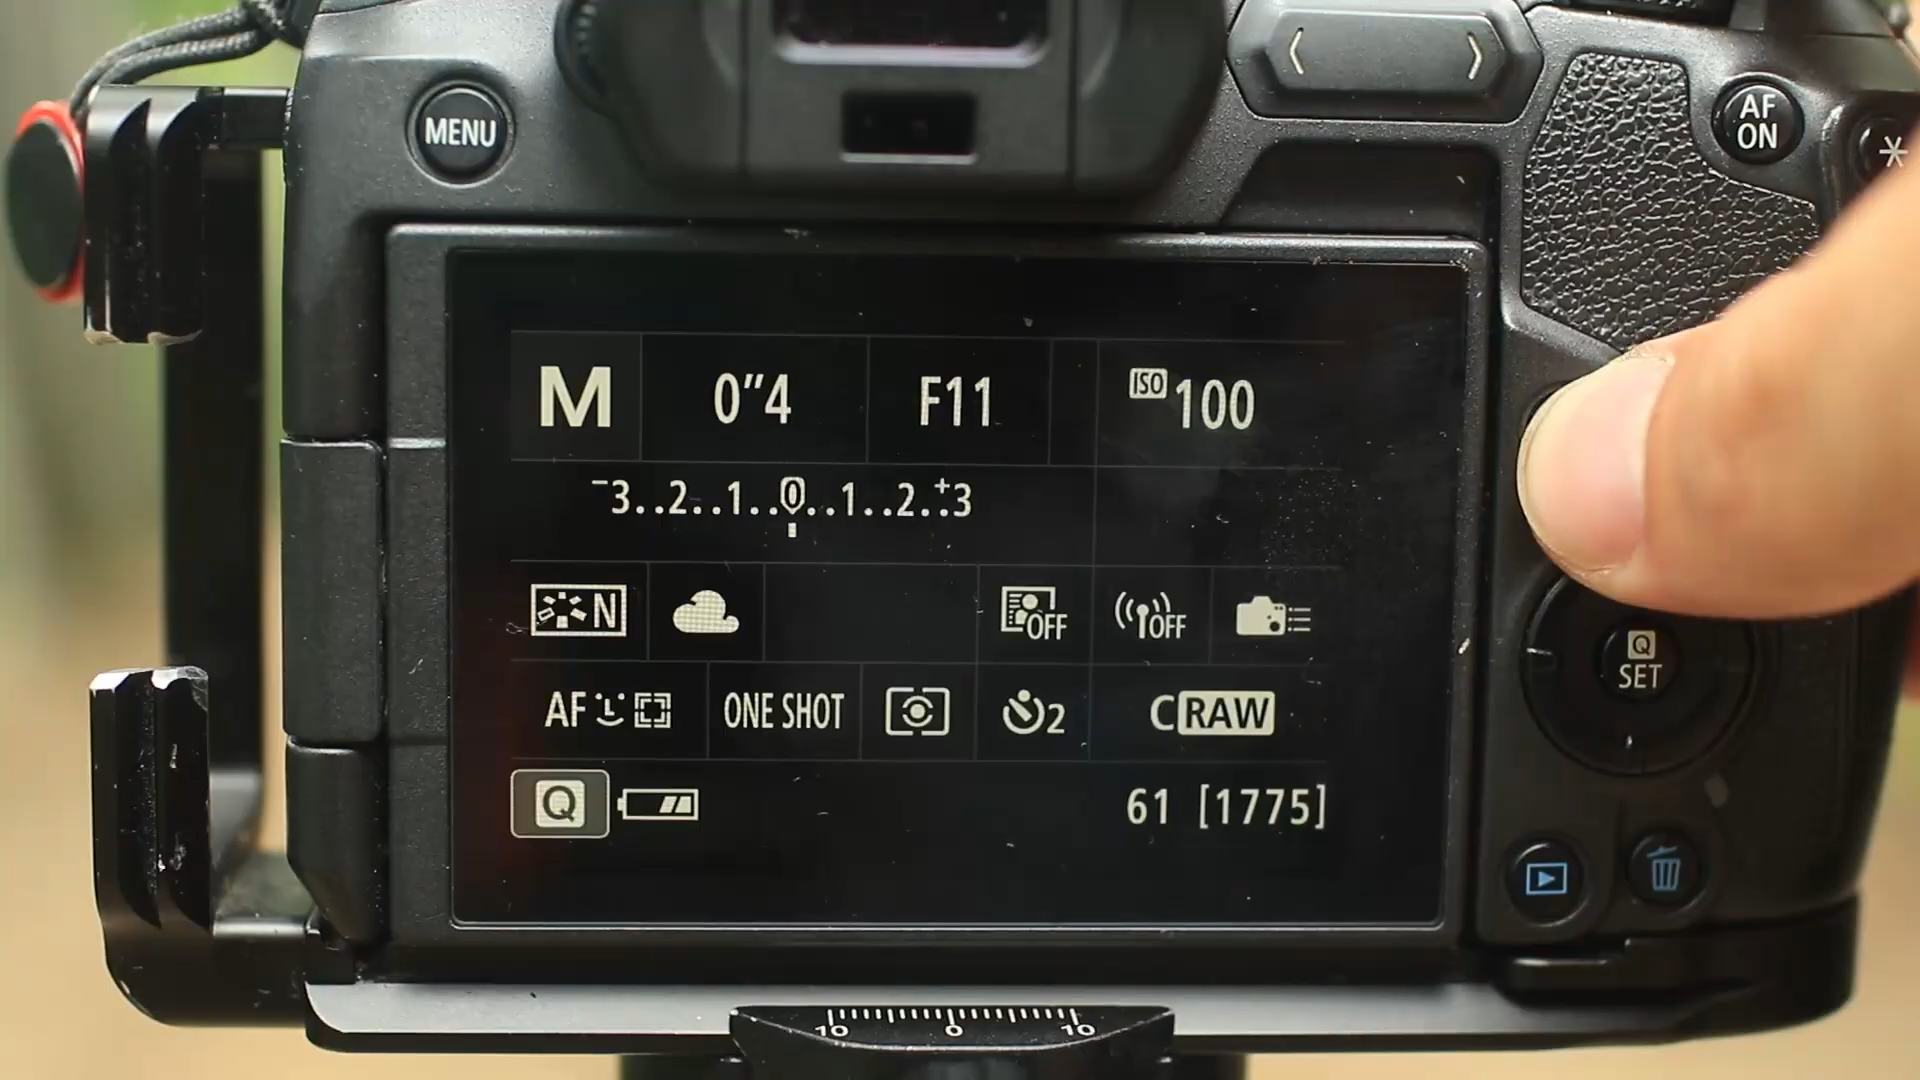 MENU
AF
ON
M 0"4 F11 ISO 100
-3..2..1..0..1..2..+3
N OFF OFF
AF ONE SHOT 2 CRAW
Q 61 [1775]
Q
SET
10 0 10